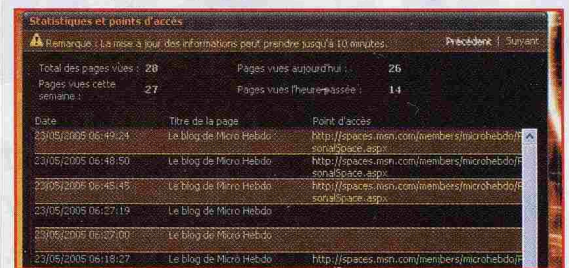 Statistiques et points d'accès
Remarque : La mise à jour des informations peut prendre jusqu'à 10 minutes. Précédent | Suivant
Total des pages vues : 28 Pages vues aujourd'hui : 26
Pages vues cette semaine : 27 Pages vues l'heure passée : 14
Date Titre de la page Point d'accès
23/05/2005 06:49:24 Le blog de Micro Hebdo http://spaces.msn.com/members/microhebdo/P
sonalSpace.aspx
23/05/2005 06:48:50 Le blog de Micro Hebdo http://spaces.msn.com/members/microhebdo/P
sonalSpace.aspx
23/05/2005 06:45:45 Le blog de Micro Hebdo http://spaces.msn.com/members/microhebdo/P
sonalSpace.aspx
23/05/2005 06:27:19 Le blog de Micro Hebdo
23/05/2005 06:27:00 Le blog de Micro Hebdo
23/05/2005 06:18:27 Le blog de Micro Hebdo http://spaces.msn.com/members/microhebdo/P